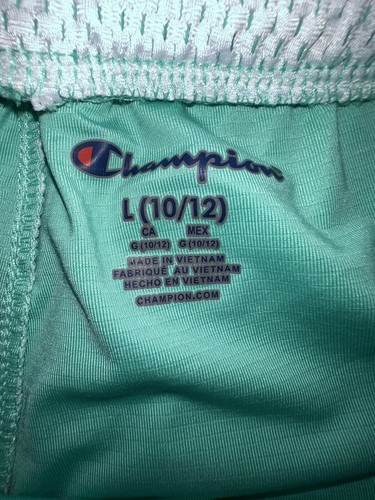 Champion
L (10/12)
CA MEX
G (10/12) G (10/12)
MADE IN VIETNAM
FABRIQUÉ AU VIETNAM
HECHO EN VIETNAM
CHAMPION.COM